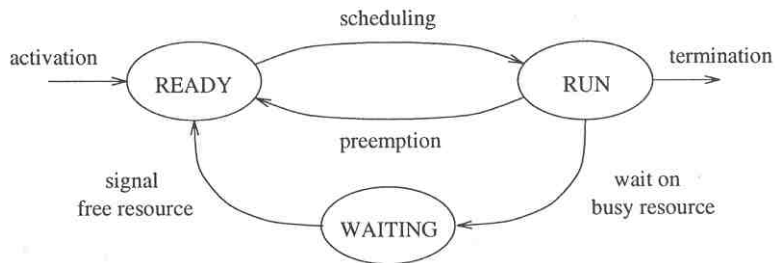 scheduling
activation
READY
RUN
termination
preemption
signal
free resource
WAITING
wait on
busy resource